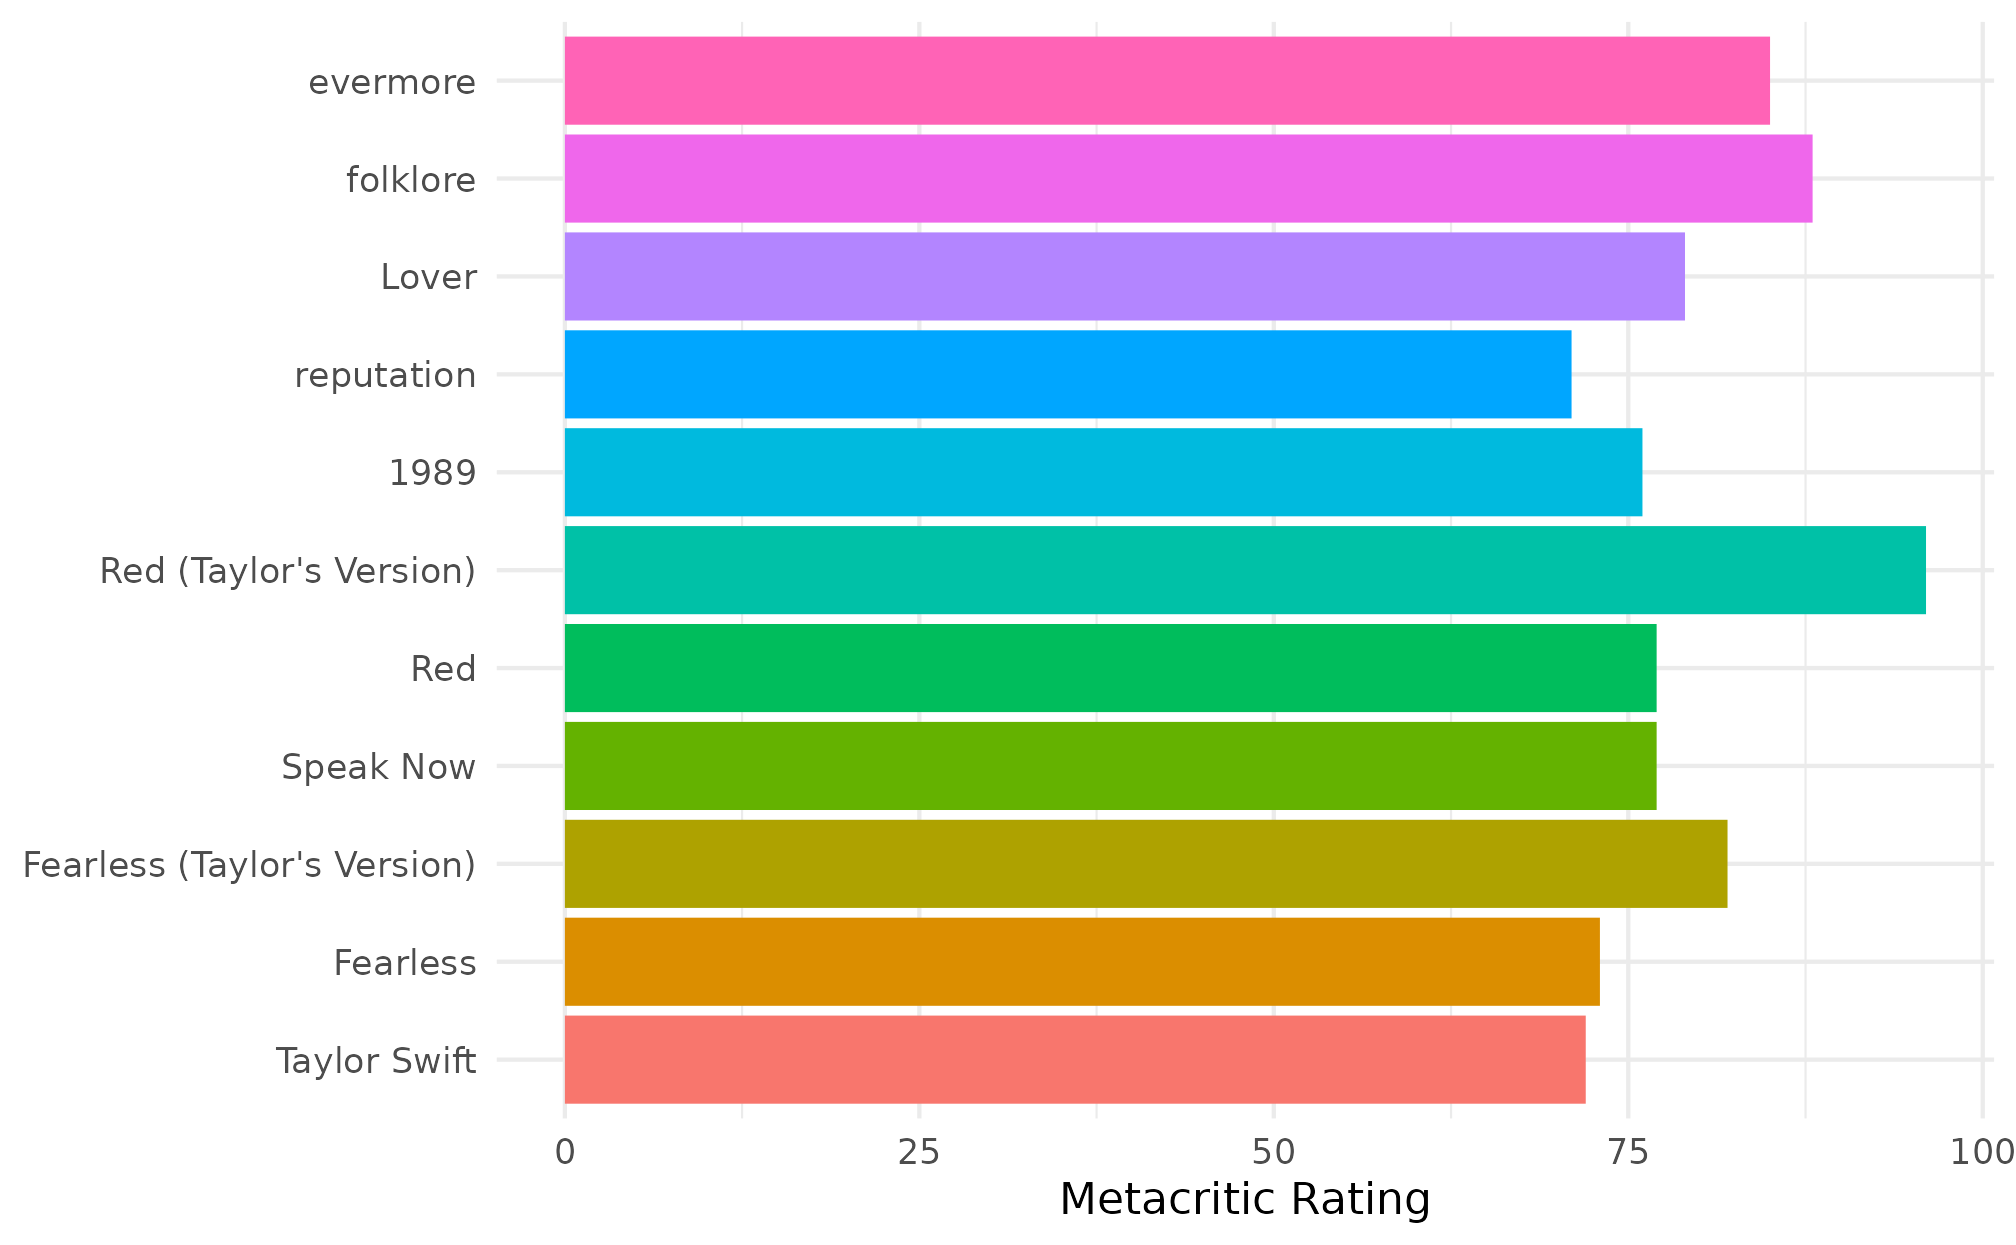 evermore
folklore
Lover
reputation
1989
Red (Taylor's Version)
Red
Speak Now
Fearless (Taylor's Version)
Fearless
Taylor Swift
0 25 50 75 100
Metacritic Rating